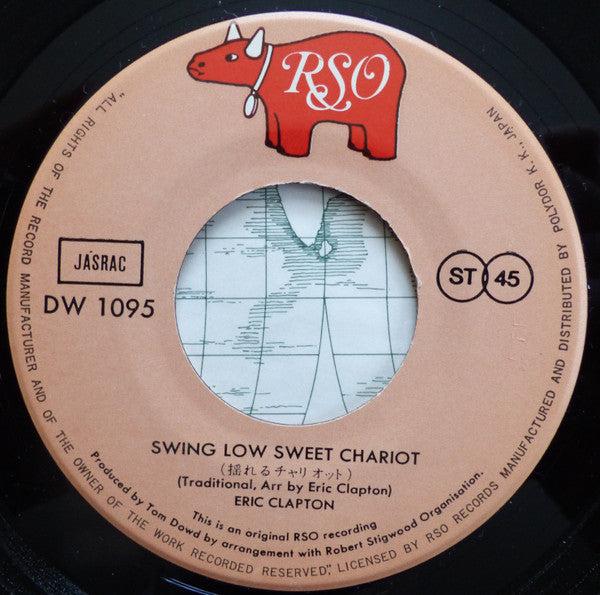 RSO
JASRAC
DW 1095
ST 45
SWING LOW SWEET CHARIOT
(揺れるチャリオット)
(Traditional, Arr by Eric Clapton)
ERIC CLAPTON
This is an original RSO recording
Produced by Tom Dowd by arrangement with Robert Stigwood Organisation.
"ALL RIGHTS OF THE RECORD MANUFACTURER AND OF THE OWNER OF THE WORK RECORDED RESERVED", LICENSED BY RSO RECORDS MANUFACTURED AND DISTRIBUTED BY POLYDOR K.K., JAPAN